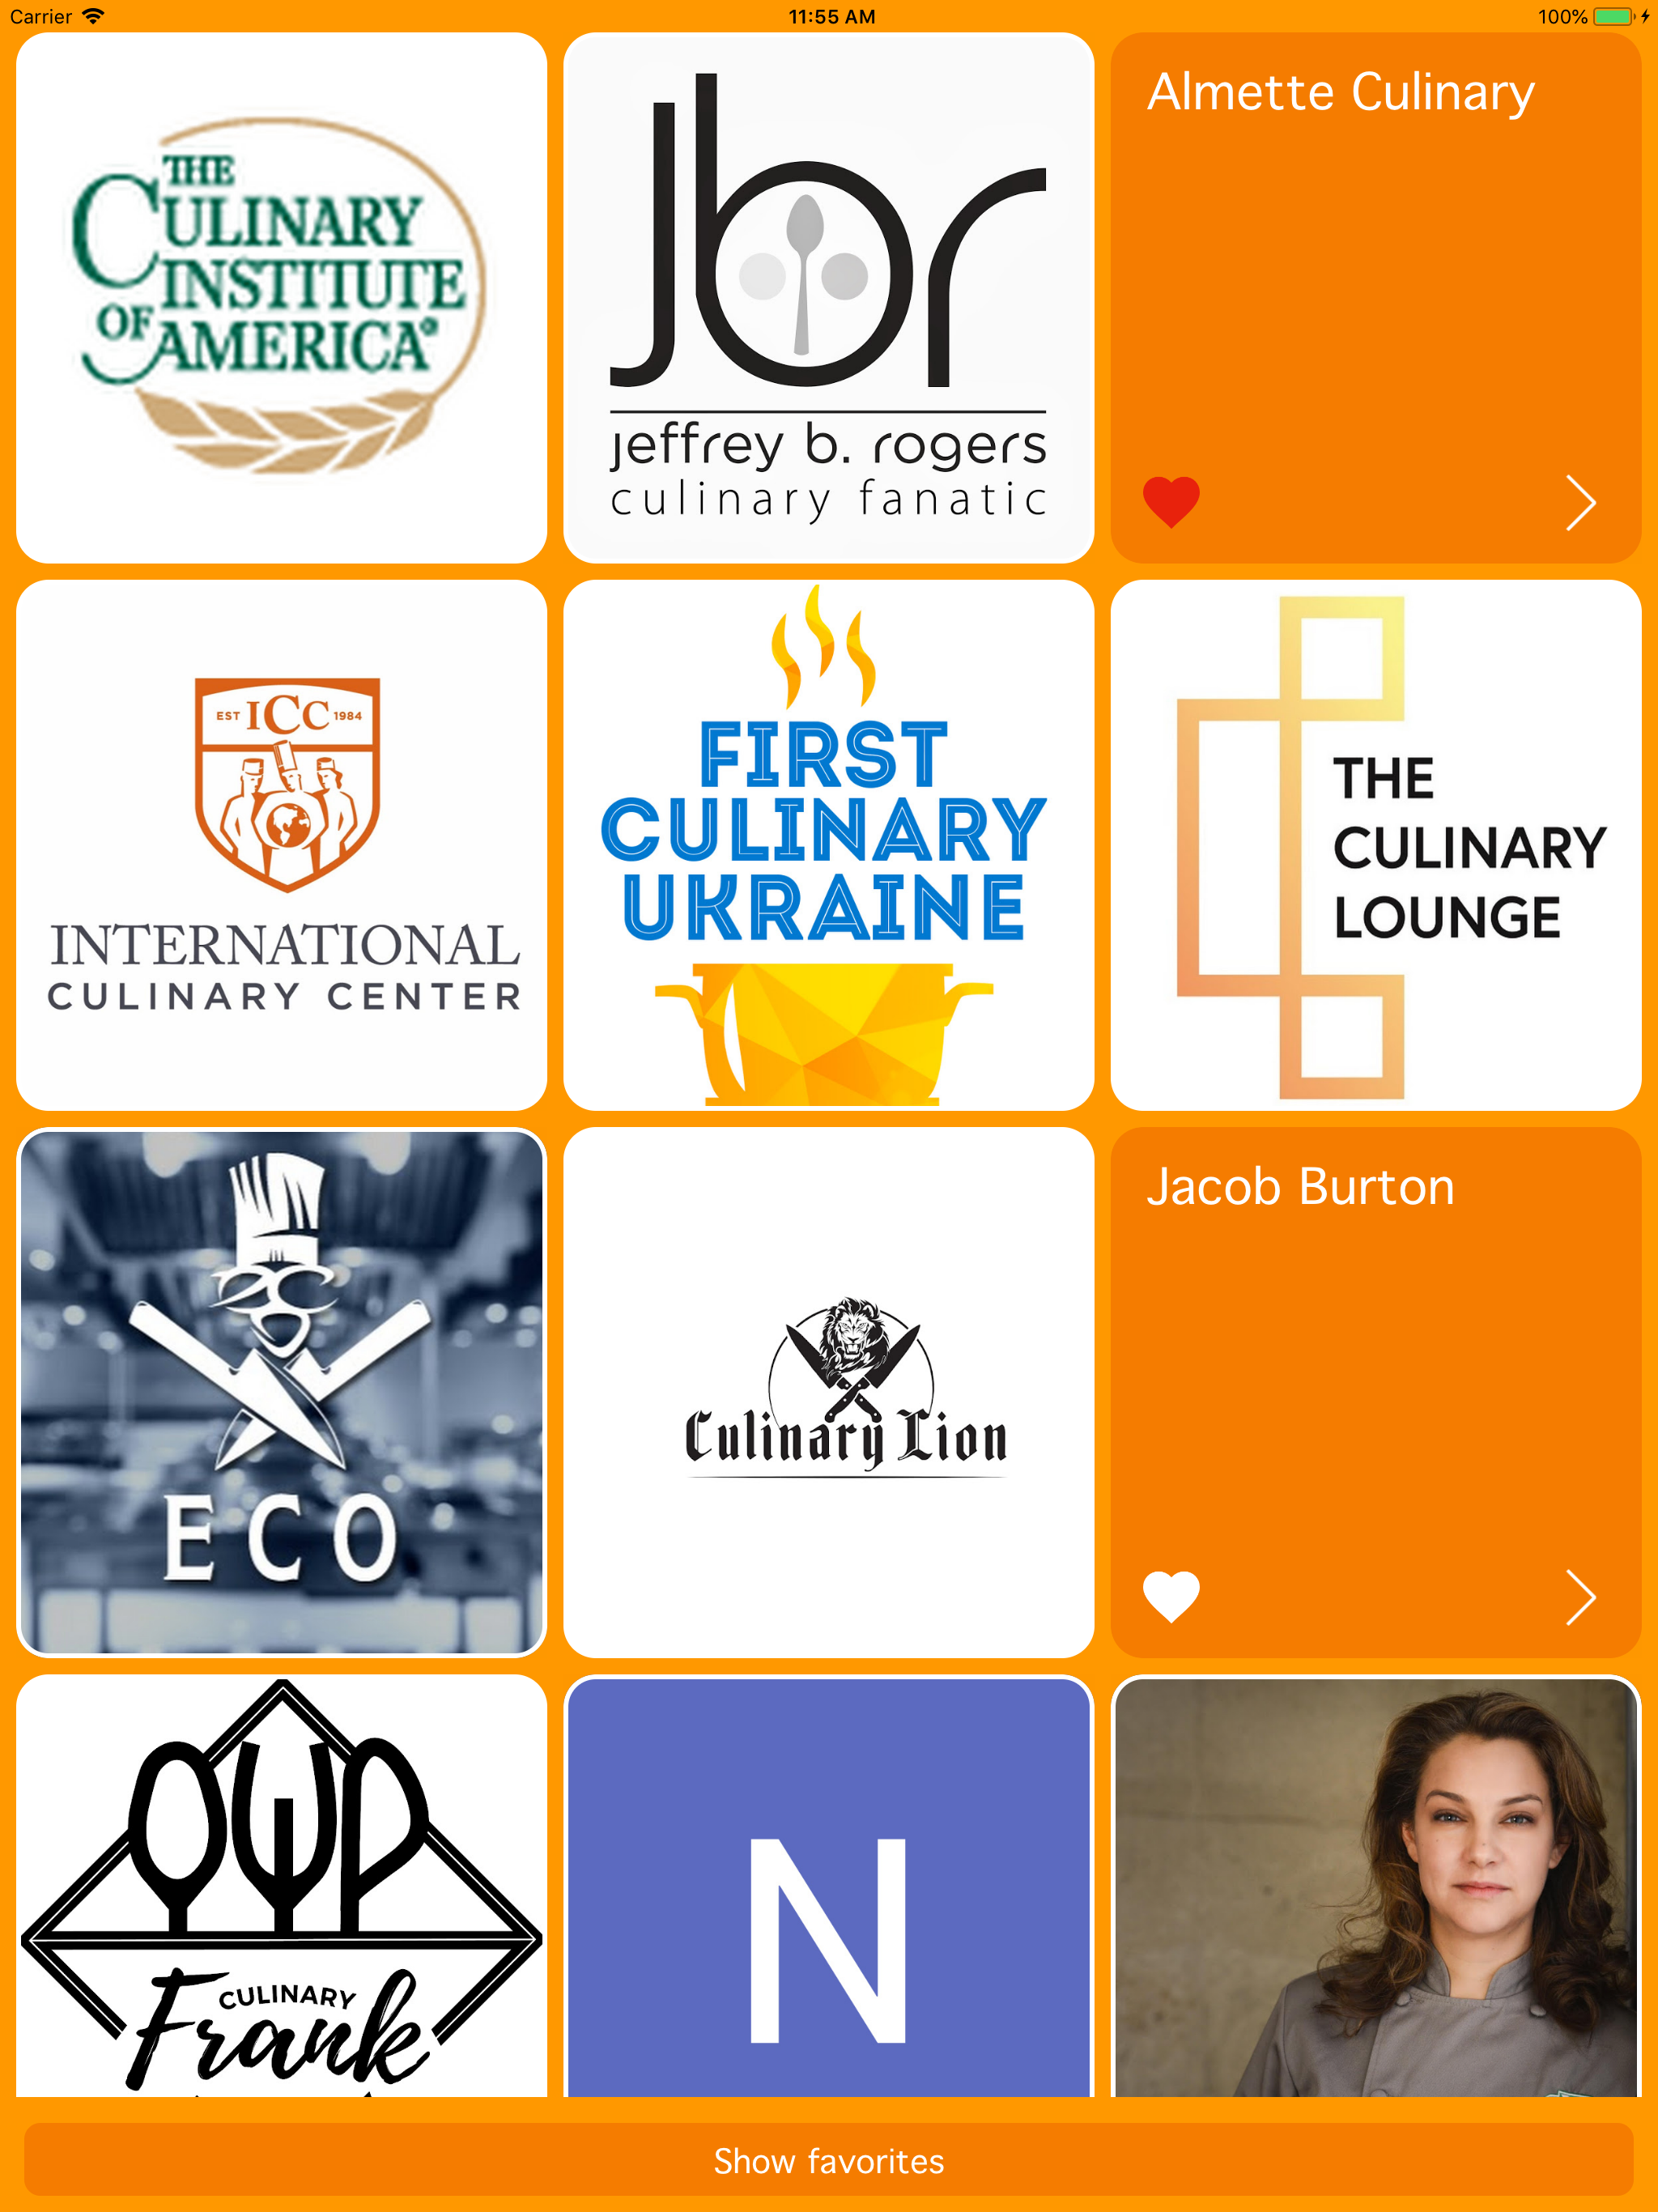 Carrier
11:55 AM
100%
THE
CULINARY
INSTITUTE
OF AMERICA®
jbr
jeffrey b. rogers
culinary fanatic
Almette Culinary
EST ICC 1984
INTERNATIONAL
CULINARY CENTER
FIRST
CULINARY
UKRAINE
THE
CULINARY
LOUNGE
ECO
Culinary Lion
Jacob Burton
CULINARY
Frank
N
Show favorites